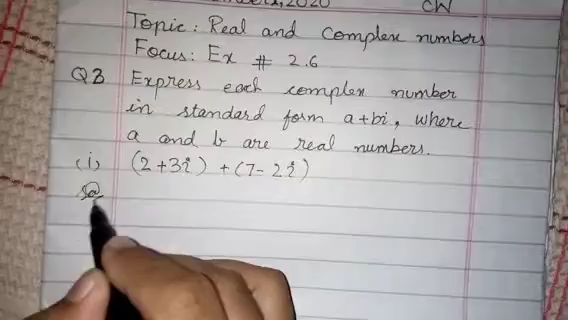 2020
CW
Topic: Real and Complex numbers
Focus: Ex # 2.6
Q3 Express each complex number
in standard form a+bi, where
a and b are real numbers.
(i) (2+3i) + (7-2i)